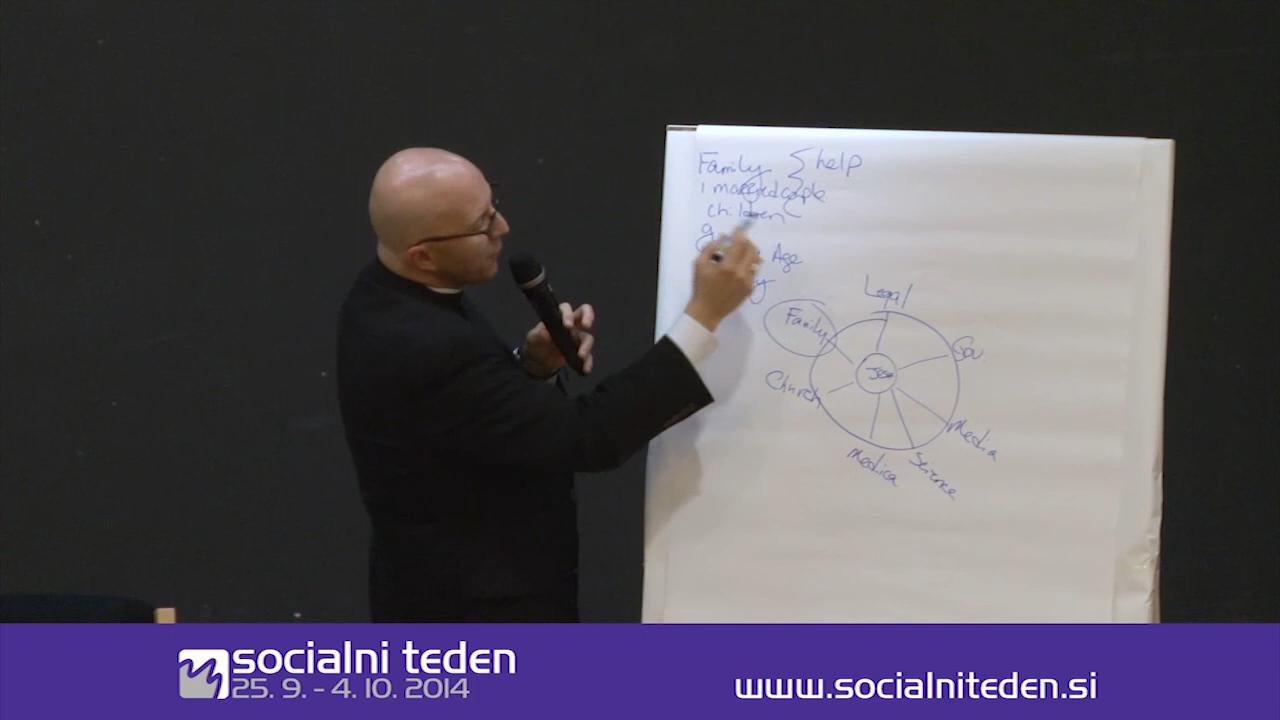 Family } help
1 married couple
children
g
Age
y
Legal
Family
Gov
Church
Media
Medica
Science
socialni teden
25. 9. - 4. 10. 2014
www.socialniteden.si